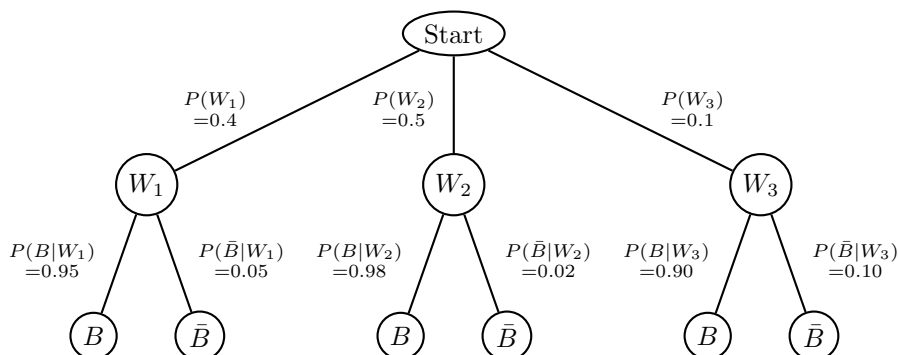 Start
P(W₁)
=0.4
P(W₂)
=0.5
P(W₃)
=0.1
W₁
W₂
W₃
P(B|W₁)
=0.95
P(B̄|W₁)
=0.05
P(B|W₂)
=0.98
P(B̄|W₂)
=0.02
P(B|W₃)
=0.90
P(B̄|W₃)
=0.10
B
B̄
B
B̄
B
B̄